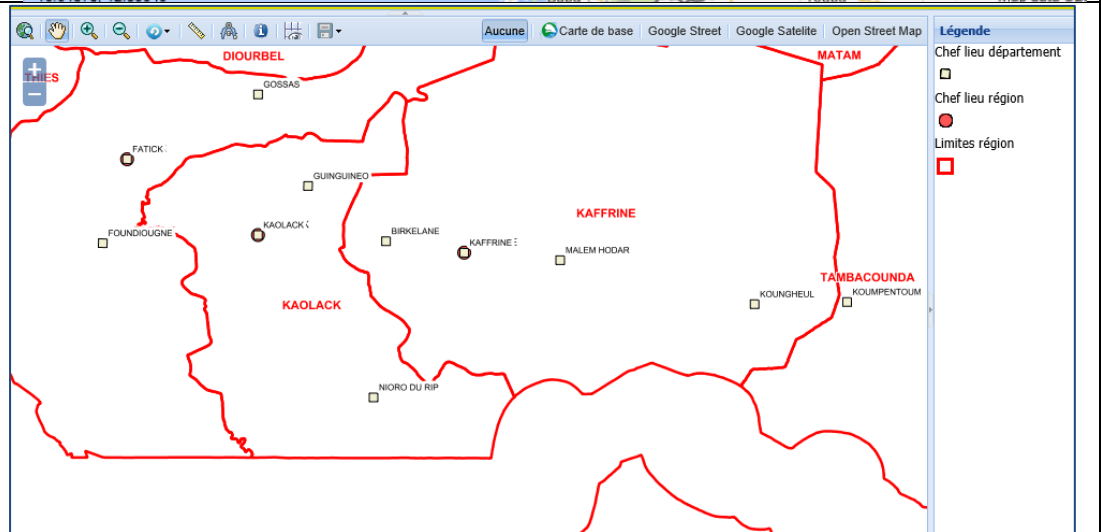 Aucune
Carte de base
Google Street
Google Satelite
Open Street Map
Légende
Chef lieu département
Chef lieu région
Limites région
DIOURBEL
MATAM
THIES
GOSSAS
FATICK
GUINGUINEO
KAFFRINE
FOUNDIOUGNE
KAOLACK
BIRKELANE
KAFFRINE
MALEM HODAR
TAMBACOUNDA
KOUNGHEUL
KOUMPENTOUM
KAOLACK
NIORO DU RIP